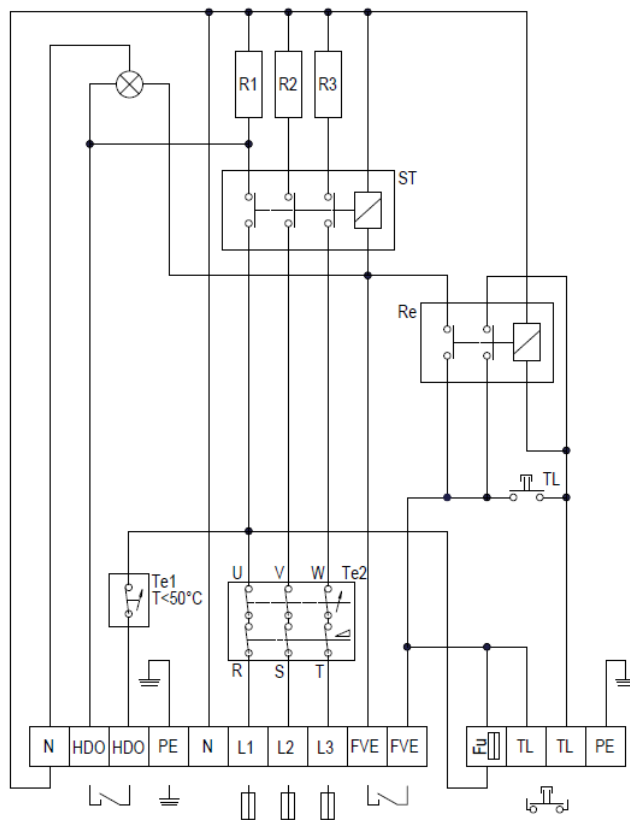 R1 R2 R3
ST
Re
TL
Te1
T<50°C
U V W Te2
R S T
N HDO HDO PE N L1 L2 L3 FVE FVE Fu TL TL PE